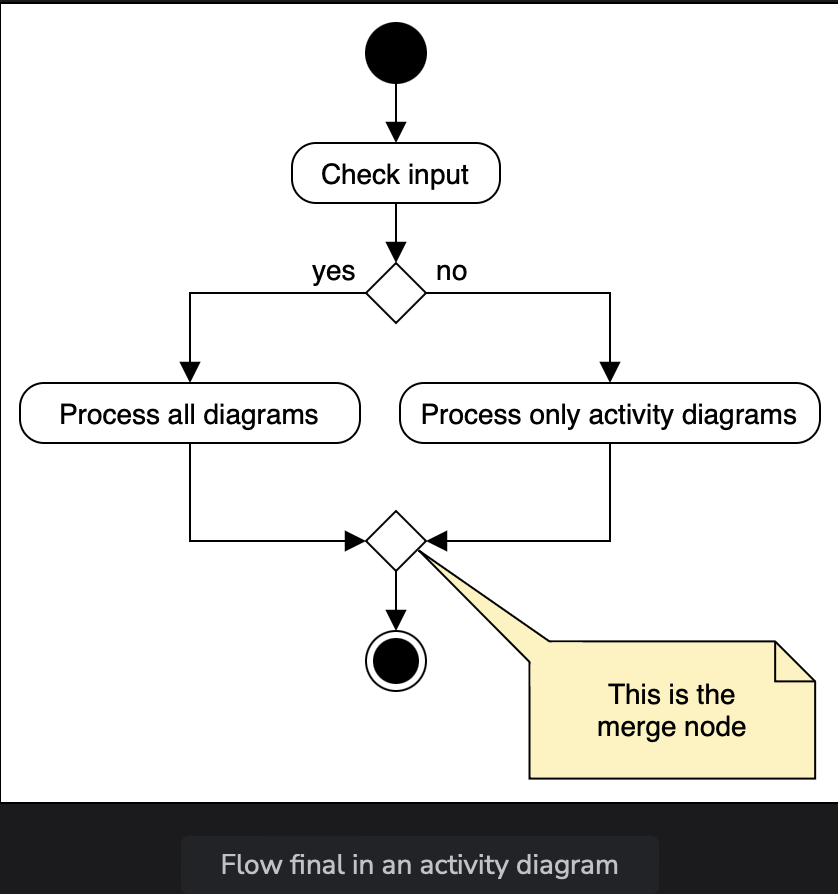 Check input
yes
no
Process all diagrams
Process only activity diagrams
This is the
merge node
Flow final in an activity diagram